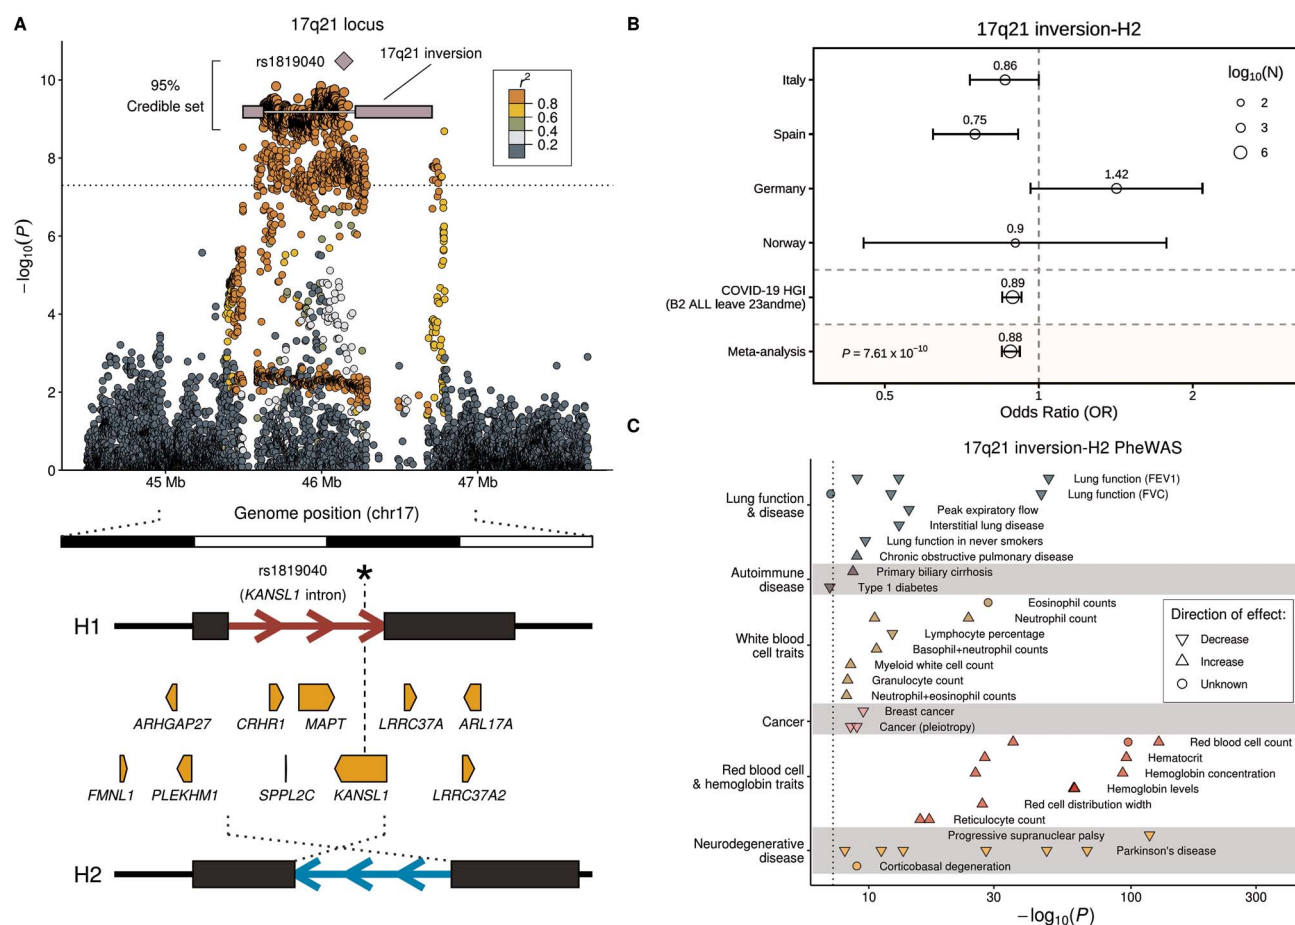 A
17q21 locus
rs1819040
17q21 inversion
95%
Credible set
r2
0.8
0.6
0.4
0.2
10
8
6
4
2
0
−log10(P)
45 Mb
46 Mb
47 Mb
Genome position (chr17)
rs1819040
(KANSL1 intron)
*
H1
ARHGAP27
CRHR1
MAPT
LRRC37A
ARL17A
FMNL1
PLEKHM1
SPPL2C
KANSL1
LRRC37A2
H2
B
17q21 inversion-H2
Italy
0.86
Spain
0.75
Germany
1.42
Norway
0.9
COVID-19 HGI
(B2 ALL leave 23andme)
0.89
Meta-analysis
P = 7.61 x 10−10
0.88
log10(N)
2
3
6
0.5
1
2
Odds Ratio (OR)
C
17q21 inversion-H2 PheWAS
Lung function
& disease
Lung function (FEV1)
Lung function (FVC)
Peak expiratory flow
Interstitial lung disease
Lung function in never smokers
Chronic obstructive pulmonary disease
Autoimmune
disease
Primary biliary cirrhosis
Type 1 diabetes
White blood
cell traits
Eosinophil counts
Neutrophil count
Lymphocyte percentage
Basophil+neutrophil counts
Myeloid white cell count
Granulocyte count
Neutrophil+eosinophil counts
Direction of effect:
Decrease
Increase
Unknown
Cancer
Breast cancer
Cancer (pleiotropy)
Red blood cell
& hemoglobin traits
Red blood cell count
Hematocrit
Hemoglobin concentration
Hemoglobin levels
Red cell distribution width
Reticulocyte count
Neurodegenerative
disease
Progressive supranuclear palsy
Parkinson's disease
Corticobasal degeneration
10
30
100
300
−log10(P)